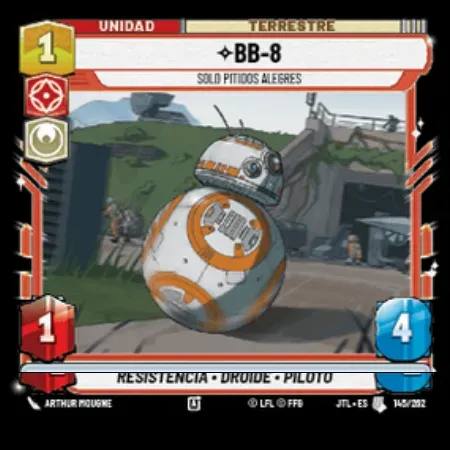 UNIDAD
TERRESTRE
1
BB-8
SOLO PITIDOS ALEGRES
1
4
RESISTENCIA • DROIDE • PILOTO
ARTHUR MOUGNE
Ⓒ LFL Ⓒ FFG
JTL • ES
145/262